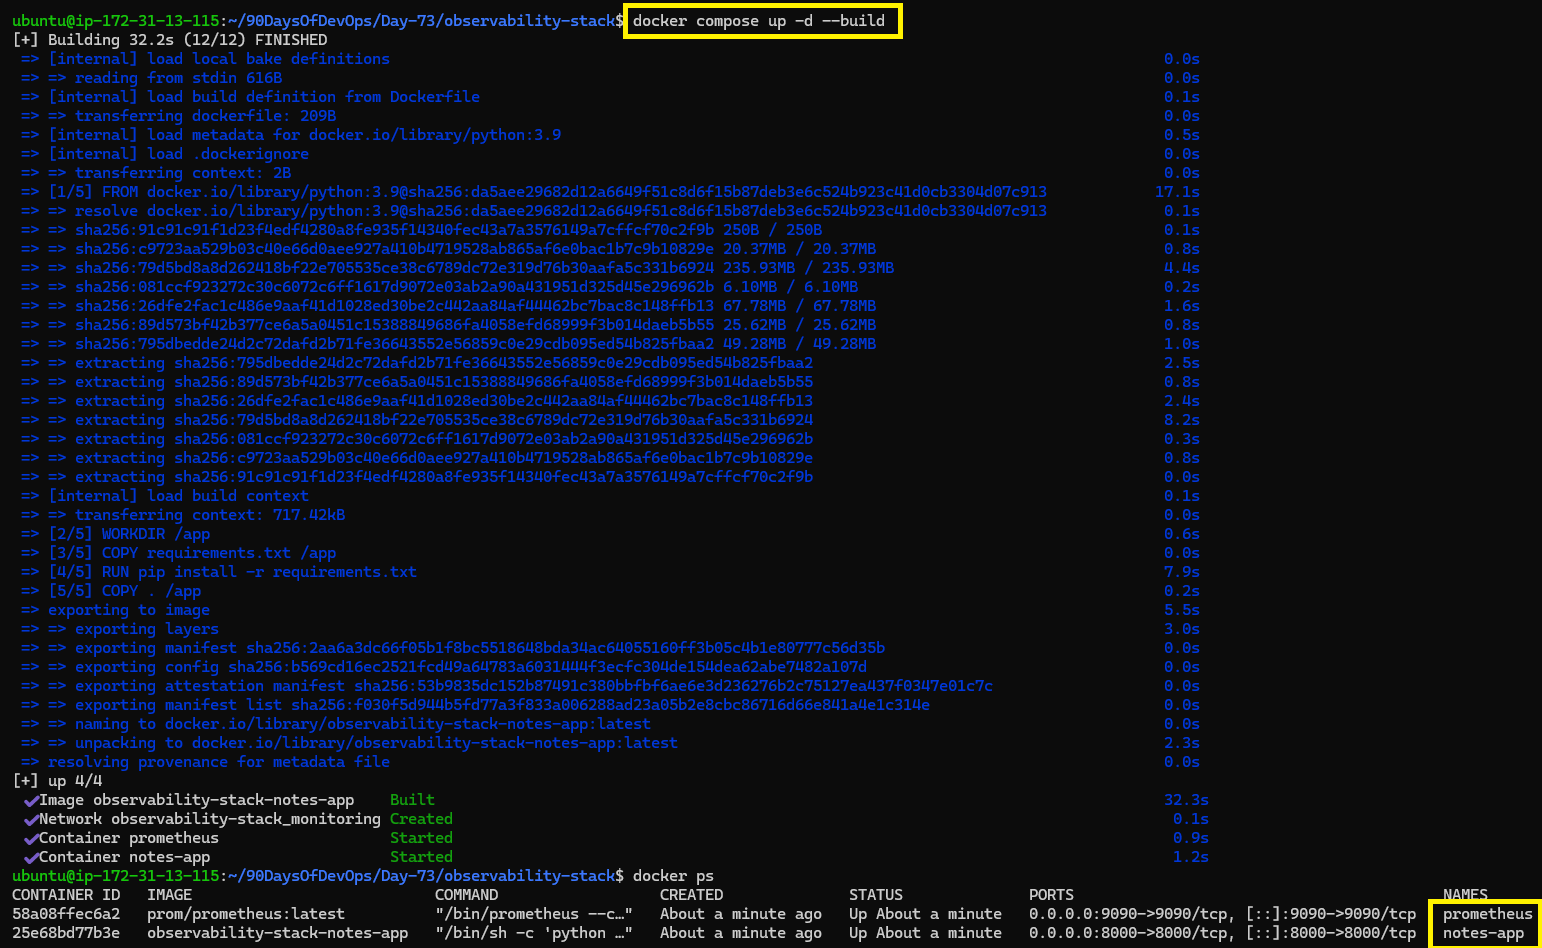 ubuntu@ip-172-31-13-115:~/90DaysOfDevOps/Day-73/observability-stack$ docker compose up -d --build
[+] Building 32.2s (12/12) FINISHED
=> [internal] load local bake definitions 0.0s
=> => reading from stdin 616B 0.0s
=> [internal] load build definition from Dockerfile 0.1s
=> => transferring dockerfile: 209B 0.0s
=> [internal] load metadata for docker.io/library/python:3.9 0.5s
=> [internal] load .dockerignore 0.0s
=> => transferring context: 2B 0.0s
=> [1/5] FROM docker.io/library/python:3.9@sha256:da5aee29682d12a6649f51c8d6f15b87deb3e6c524b923c41d0cb3304d07c913 17.1s
=> => resolve docker.io/library/python:3.9@sha256:da5aee29682d12a6649f51c8d6f15b87deb3e6c524b923c41d0cb3304d07c913 0.1s
=> => sha256:91c91c91f1d23f4edf4280a8fe935f14340fec43a7a3576149a7cffcf70c2f9b 250B / 250B 0.1s
=> => sha256:c9723aa529b03c40e66d0aee927a410b4719528ab865af6e0bac1b7c9b10829e 20.37MB / 20.37MB 0.8s
=> => sha256:79d5bd8a8d262418bf22e705535ce38c6789dc72e319d76b30aafa5c331b6924 235.93MB / 235.93MB 4.4s
=> => sha256:081ccf923272c30c6072c6ff1617d9072e03ab2a90a431951d325d45e296962b 6.10MB / 6.10MB 0.2s
=> => sha256:26dfe2fac1c486e9aaf41d1028ed30be2c442aa84af44462bc7bac8c148ffb13 67.78MB / 67.78MB 1.6s
=> => sha256:89d573bf42b377ce6a5a0451c15388849686fa4058efd68999f3b014daeb5b55 25.62MB / 25.62MB 0.8s
=> => sha256:795dbedde24d2c72dafd2b71fe36643552e56859c0e29cdb095ed54b825fbaa2 49.28MB / 49.28MB 1.0s
=> => extracting sha256:795dbedde24d2c72dafd2b71fe36643552e56859c0e29cdb095ed54b825fbaa2 2.5s
=> => extracting sha256:89d573bf42b377ce6a5a0451c15388849686fa4058efd68999f3b014daeb5b55 0.8s
=> => extracting sha256:26dfe2fac1c486e9aaf41d1028ed30be2c442aa84af44462bc7bac8c148ffb13 2.4s
=> => extracting sha256:79d5bd8a8d262418bf22e705535ce38c6789dc72e319d76b30aafa5c331b6924 8.2s
=> => extracting sha256:081ccf923272c30c6072c6ff1617d9072e03ab2a90a431951d325d45e296962b 0.3s
=> => extracting sha256:c9723aa529b03c40e66d0aee927a410b4719528ab865af6e0bac1b7c9b10829e 0.8s
=> => extracting sha256:91c91c91f1d23f4edf4280a8fe935f14340fec43a7a3576149a7cffcf70c2f9b 0.0s
=> [internal] load build context 0.1s
=> => transferring context: 717.42kB 0.0s
=> [2/5] WORKDIR /app 0.6s
=> [3/5] COPY requirements.txt /app 0.0s
=> [4/5] RUN pip install -r requirements.txt 7.9s
=> [5/5] COPY . /app 0.2s
=> exporting to image 5.5s
=> => exporting layers 3.0s
=> => exporting manifest sha256:2aa6a3dc66f05b1f8bc5518648bda34ac64055160ff3b05c4b1e80777c56d35b 0.0s
=> => exporting config sha256:b569cd16ec2521fcd49a64783a6031444f3ecfc304de154dea62abe7482a107d 0.0s
=> => exporting attestation manifest sha256:53b9835dc152b87491c380bbfbf6ae6e3d236276b2c75127ea437f0347e01c7c 0.0s
=> => exporting manifest list sha256:f030f5d944b5fd77a3f833a006288ad23a05b2e8cbc86716d66e841a4e1c314e 0.0s
=> => naming to docker.io/library/observability-stack-notes-app:latest 0.0s
=> => unpacking to docker.io/library/observability-stack-notes-app:latest 2.3s
=> resolving provenance for metadata file 0.0s
[+] up 4/4
✔Image observability-stack-notes-app Built 32.3s
✔Network observability-stack_monitoring Created 0.1s
✔Container prometheus Started 0.9s
✔Container notes-app Started 1.2s
ubuntu@ip-172-31-13-115:~/90DaysOfDevOps/Day-73/observability-stack$ docker ps
CONTAINER ID IMAGE COMMAND CREATED STATUS PORTS NAMES
58a08ffec6a2 prom/prometheus:latest "/bin/prometheus --c…" About a minute ago Up About a minute 0.0.0.0:9090->9090/tcp, [::]:9090->9090/tcp prometheus
25e68bd77b3e observability-stack-notes-app "/bin/sh -c 'python …" About a minute ago Up About a minute 0.0.0.0:8000->8000/tcp, [::]:8000->8000/tcp notes-app